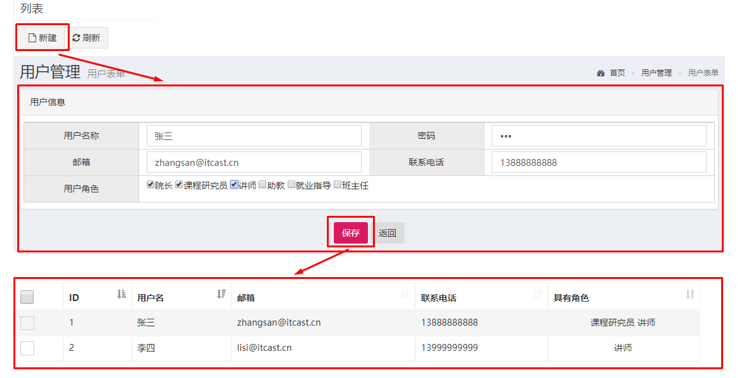 列表
新建 刷新
用户管理 用户表单 首页 > 用户管理 > 用户表单
用户信息
用户名称 张三 密码 •••
邮箱 zhangsan@itcast.cn 联系电话 13888888888
用户角色 院长 课程研究员 讲师 助教 就业指导 班主任
保存 返回
ID 用户名 邮箱 联系电话 具有角色
1 张三 zhangsan@itcast.cn 13888888888 课程研究员 讲师
2 李四 lisi@itcast.cn 13999999999 讲师